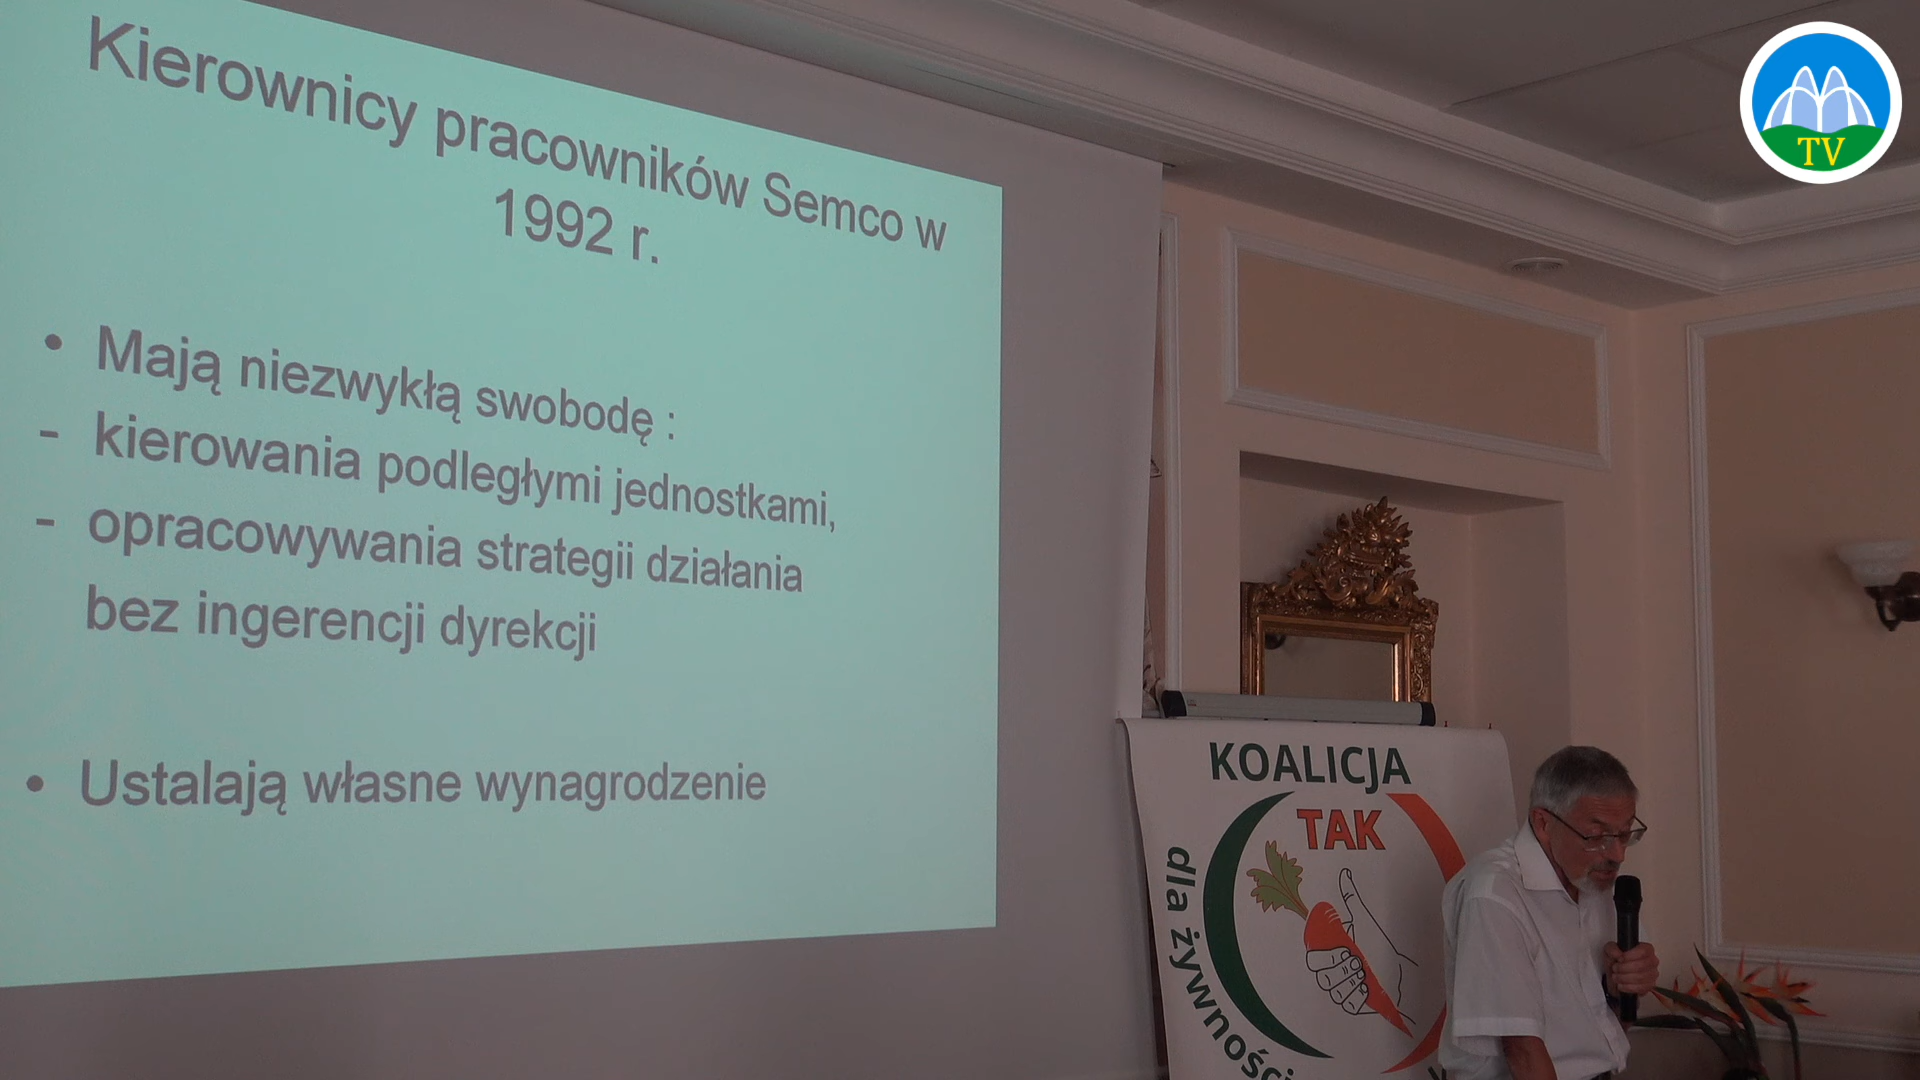 Kierownicy pracowników Semco w
1992 r.
• Mają niezwykłą swobodę :
- kierowania podległymi jednostkami,
- opracowywania strategii działania
bez ingerencji dyrekcji
• Ustalają własne wynagrodzenie
TV
KOALICJA
TAK
dla żywności